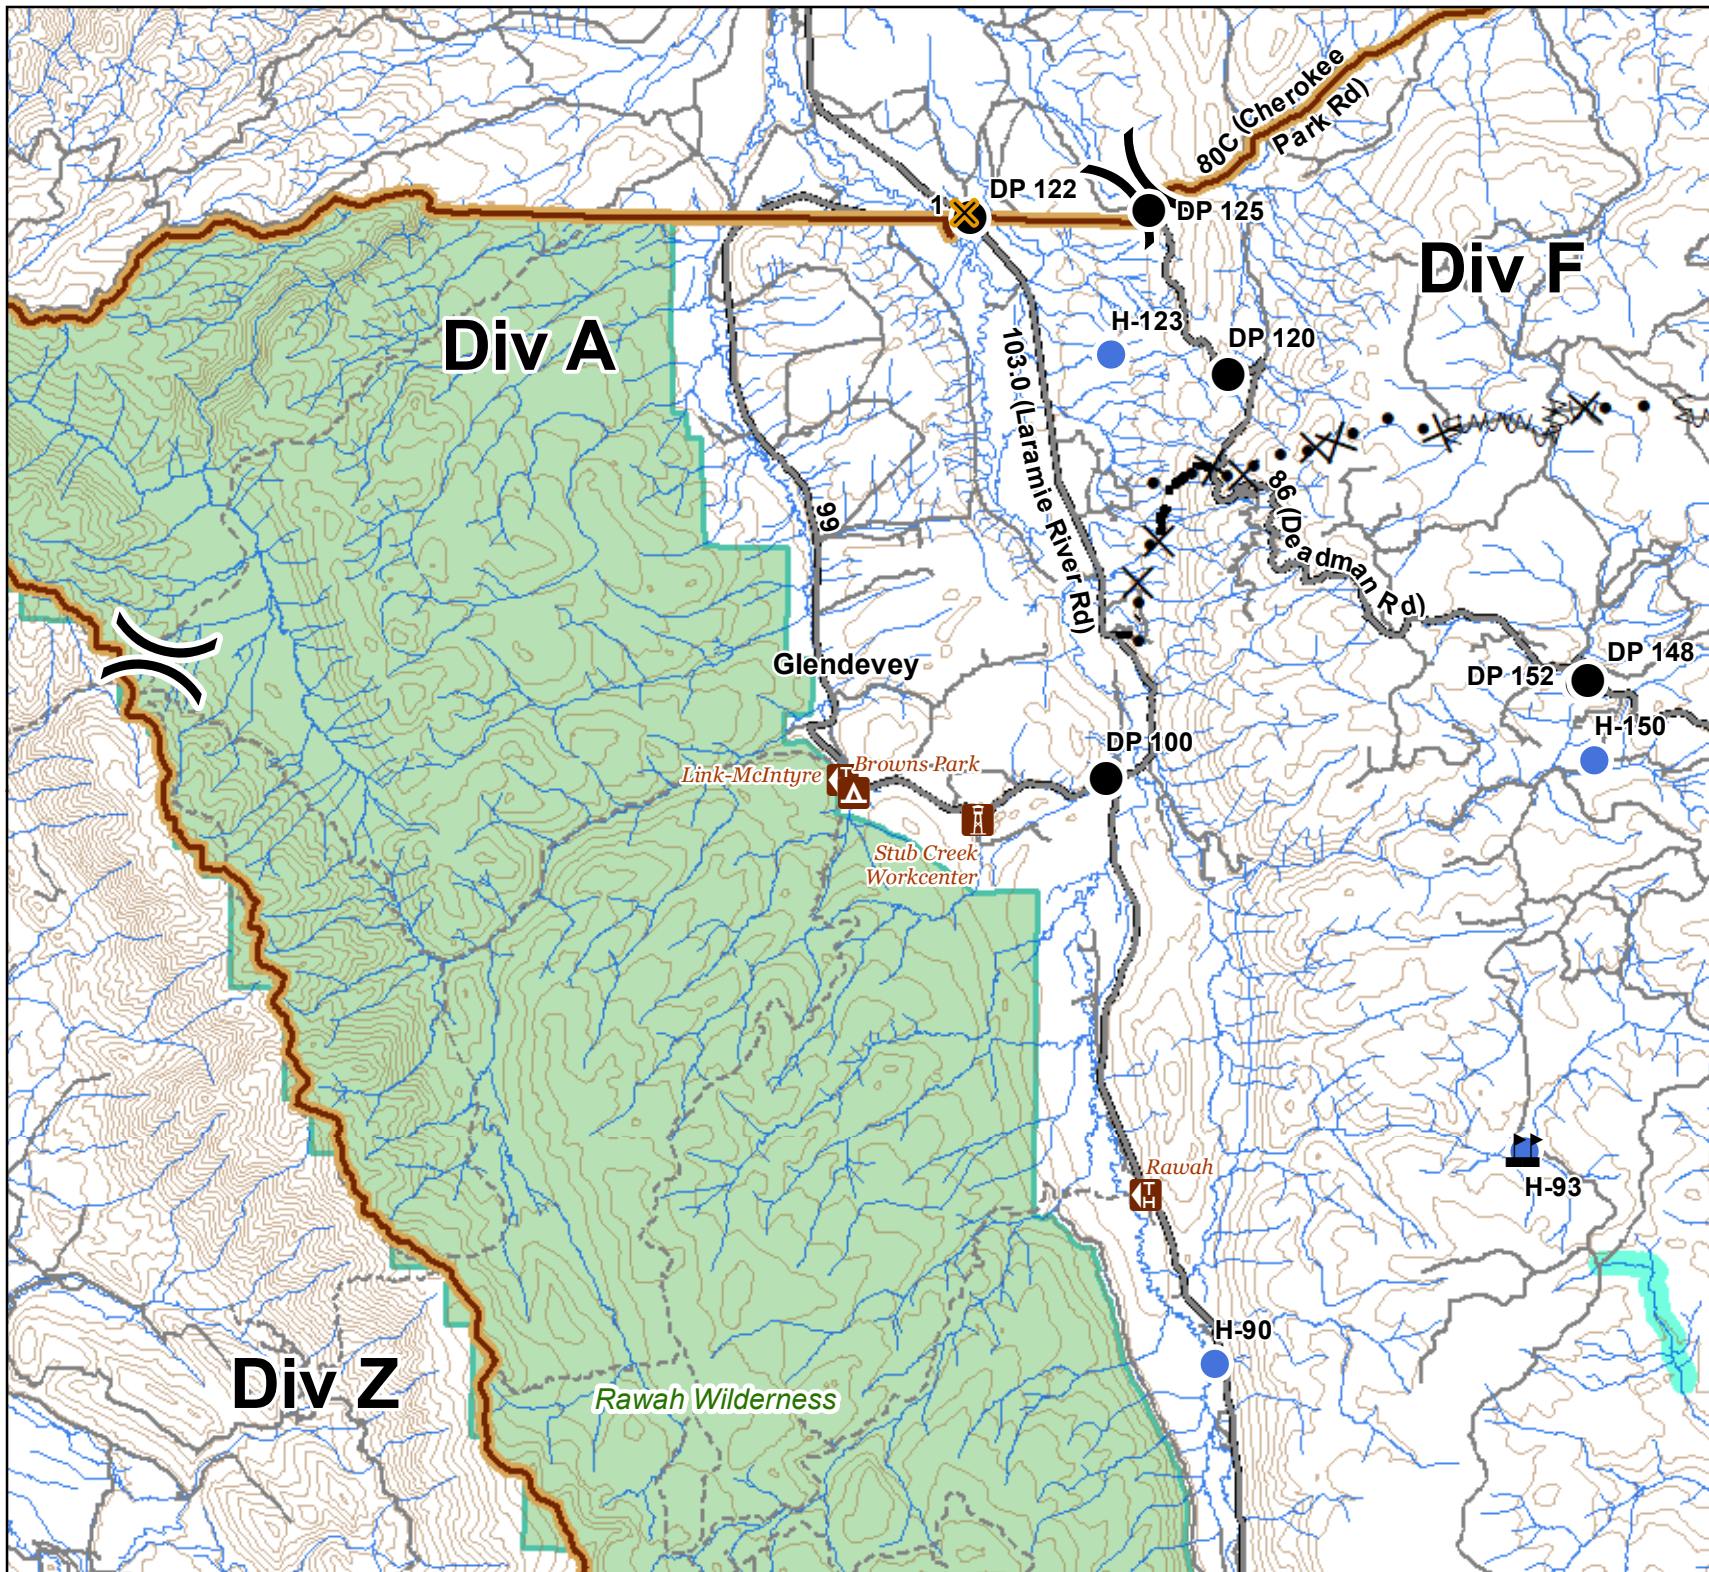 80C (Cherokee
Park Rd)
1
DP 122
DP 125
Div F
Div A
H-123
DP 120
103.0 (Laramie River Rd)
86 (Deadman Rd)
99
Glendevey
DP 148
DP 152
H-150
DP 100
Link-McIntyre
Browns Park
Stub Creek
Workcenter
Rawah
TH
H-93
H-90
Div Z
Rawah Wilderness